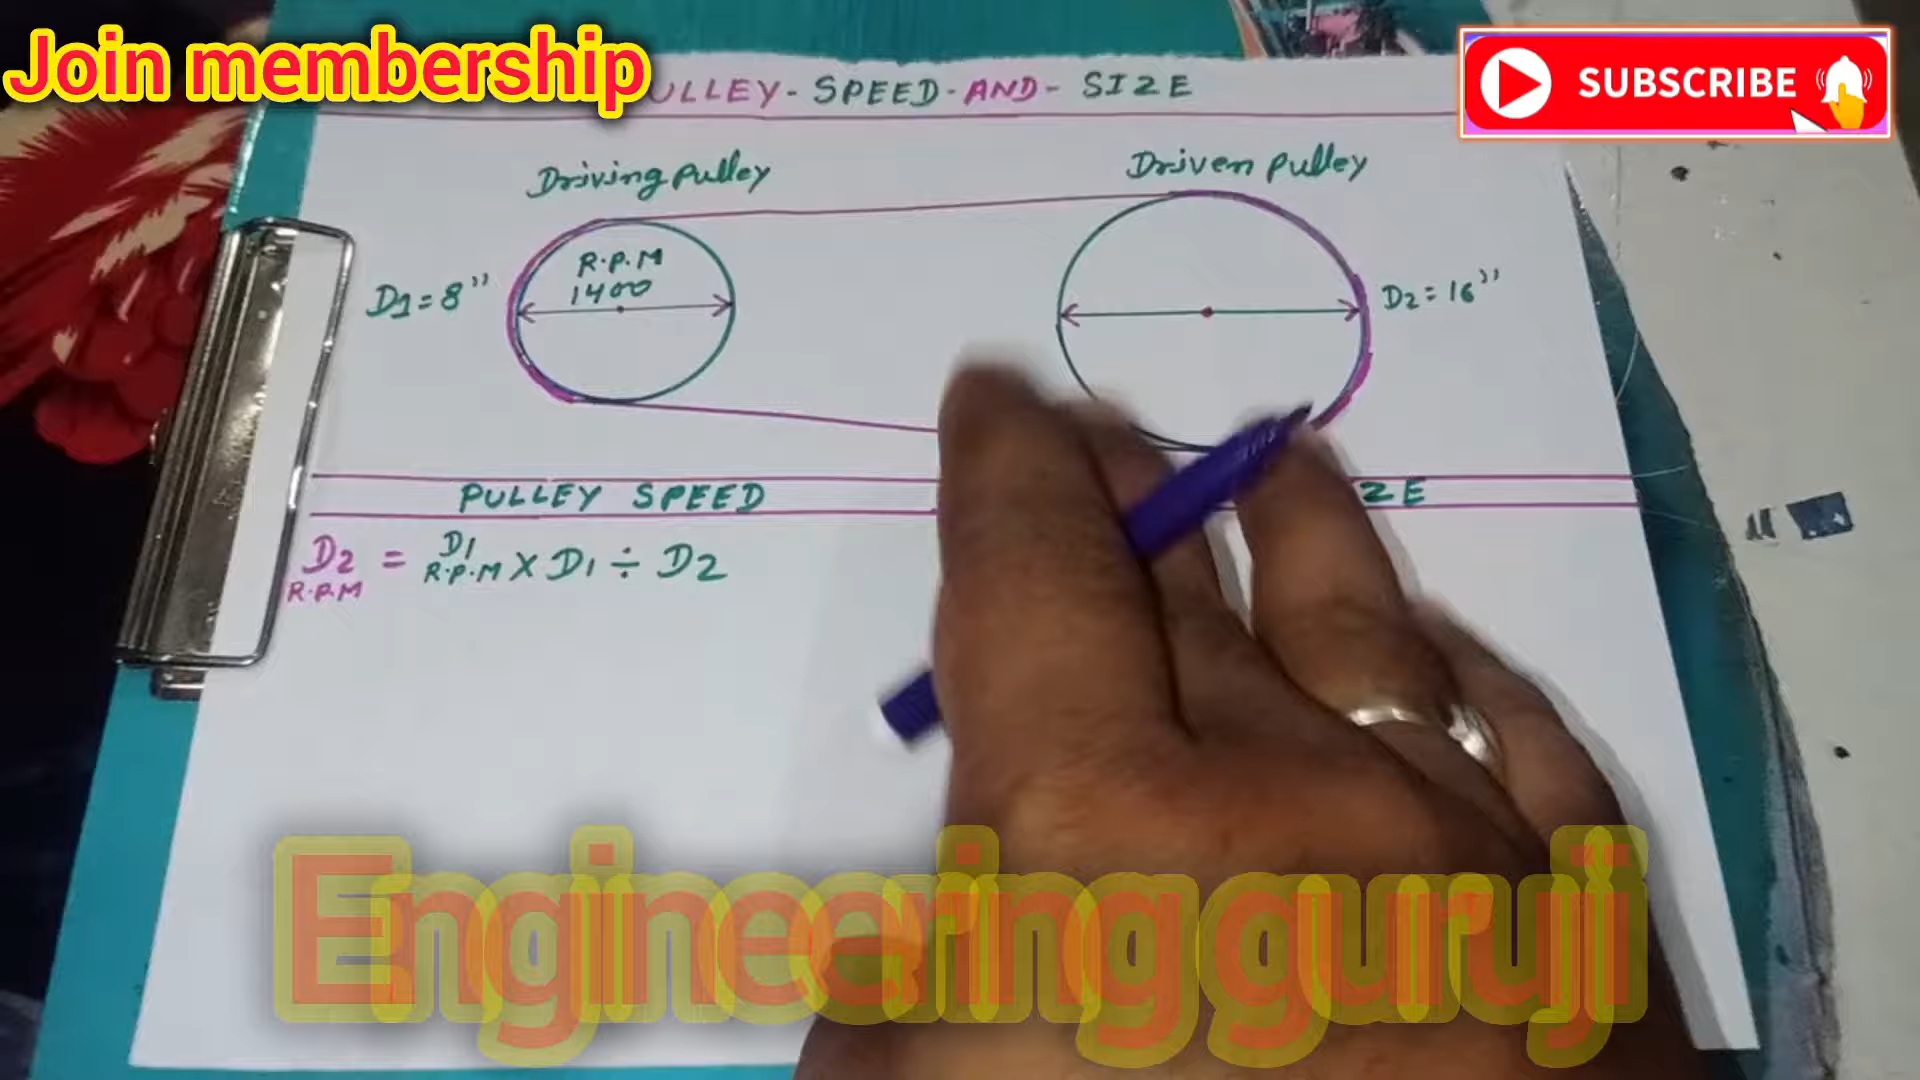 Join membership
ULLEY-SPEED-AND-SIZE
SUBSCRIBE
Driving pulley
Driven pulley
R.P.M
1400
D1=8"
D2=16"
PULLEY SPEED
ZE
D2 = D1 × D1 ÷ D2
R.P.M R.P.M
Engineering guruji